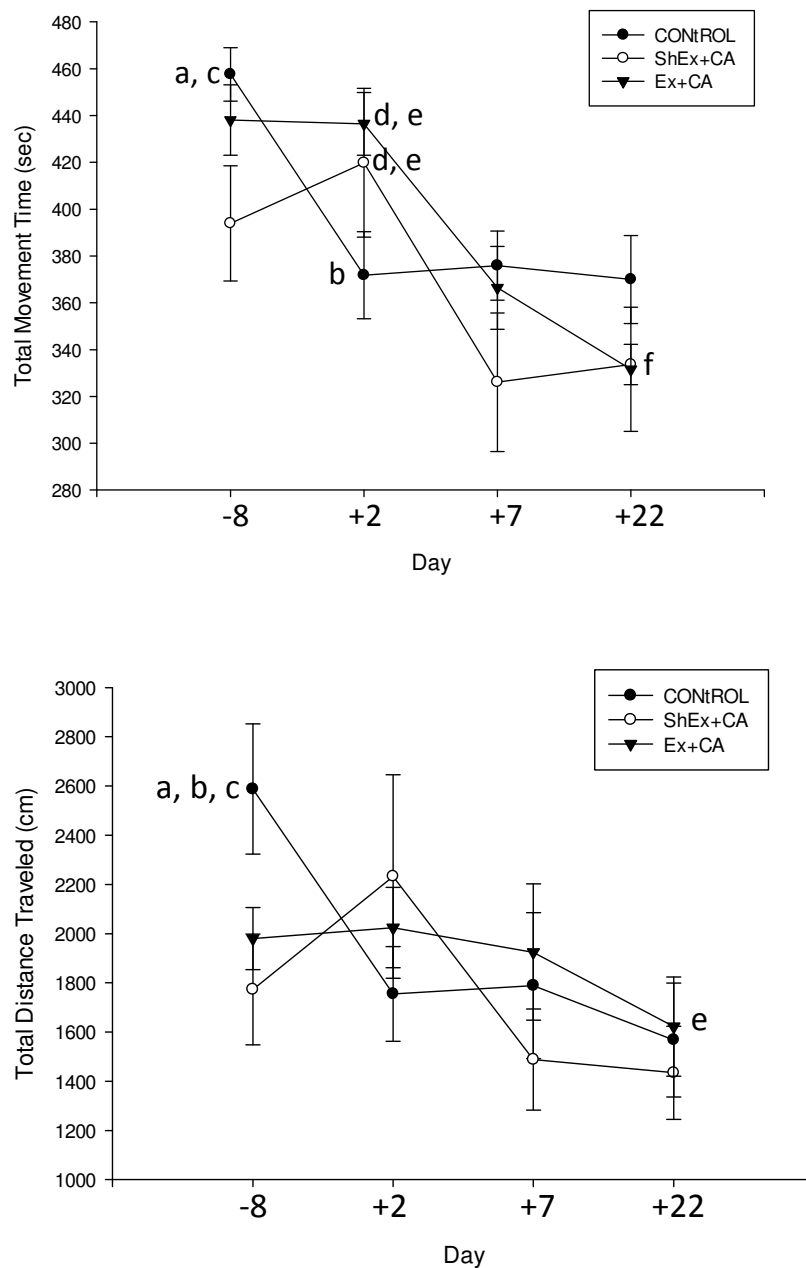 CONtROL
ShEx+CA
Ex+CA
480
460
440
420
400
380
360
340
320
300
280
Total Movement Time (sec)
a, c
d, e
d, e
b
f
-8
+2
+7
+22
Day
CONtROL
ShEx+CA
Ex+CA
3000
2800
2600
2400
2200
2000
1800
1600
1400
1200
1000
Total Distance Traveled (cm)
a, b, c
e
-8
+2
+7
+22
Day